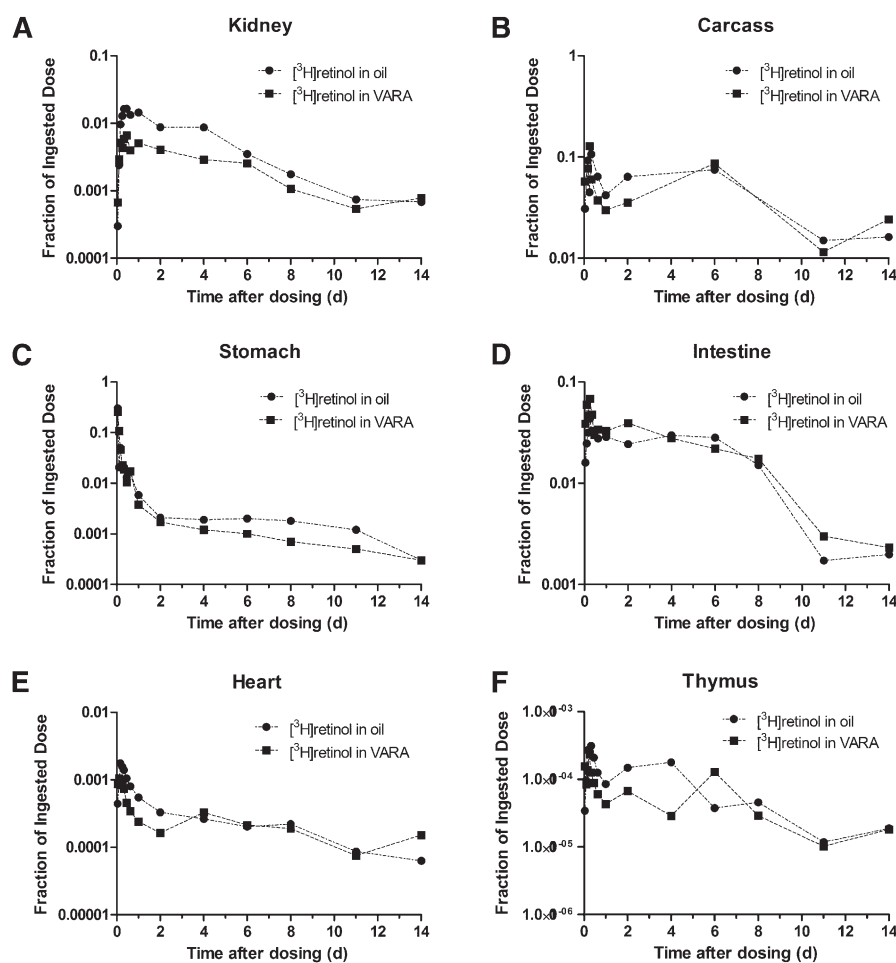 A
Kidney
Fraction of Ingested Dose
0.1
0.01
0.001
0.0001
[³H]retinol in oil
[³H]retinol in VARA
0 2 4 6 8 10 12 14
Time after dosing (d)
B
Carcass
Fraction of Ingested Dose
1
0.1
0.01
[³H]retinol in oil
[³H]retinol in VARA
0 2 4 6 8 10 12 14
Time after dosing (d)
C
Stomach
Fraction of Ingested Dose
1
0.1
0.01
0.001
0.0001
[³H]retinol in oil
[³H]retinol in VARA
0 2 4 6 8 10 12 14
Time after dosing (d)
D
Intestine
Fraction of Ingested Dose
0.1
0.01
0.001
[³H]retinol in oil
[³H]retinol in VARA
0 2 4 6 8 10 12 14
Time after dosing (d)
E
Heart
Fraction of Ingested Dose
0.01
0.001
0.0001
0.00001
[³H]retinol in oil
[³H]retinol in VARA
0 2 4 6 8 10 12 14
Time after dosing (d)
F
Thymus
Fraction of Ingested Dose
1.0×10⁻⁰³
1.0×10⁻⁰⁴
1.0×10⁻⁰⁵
1.0×10⁻⁰⁶
[³H]retinol in oil
[³H]retinol in VARA
0 2 4 6 8 10 12 14
Time after dosing (d)